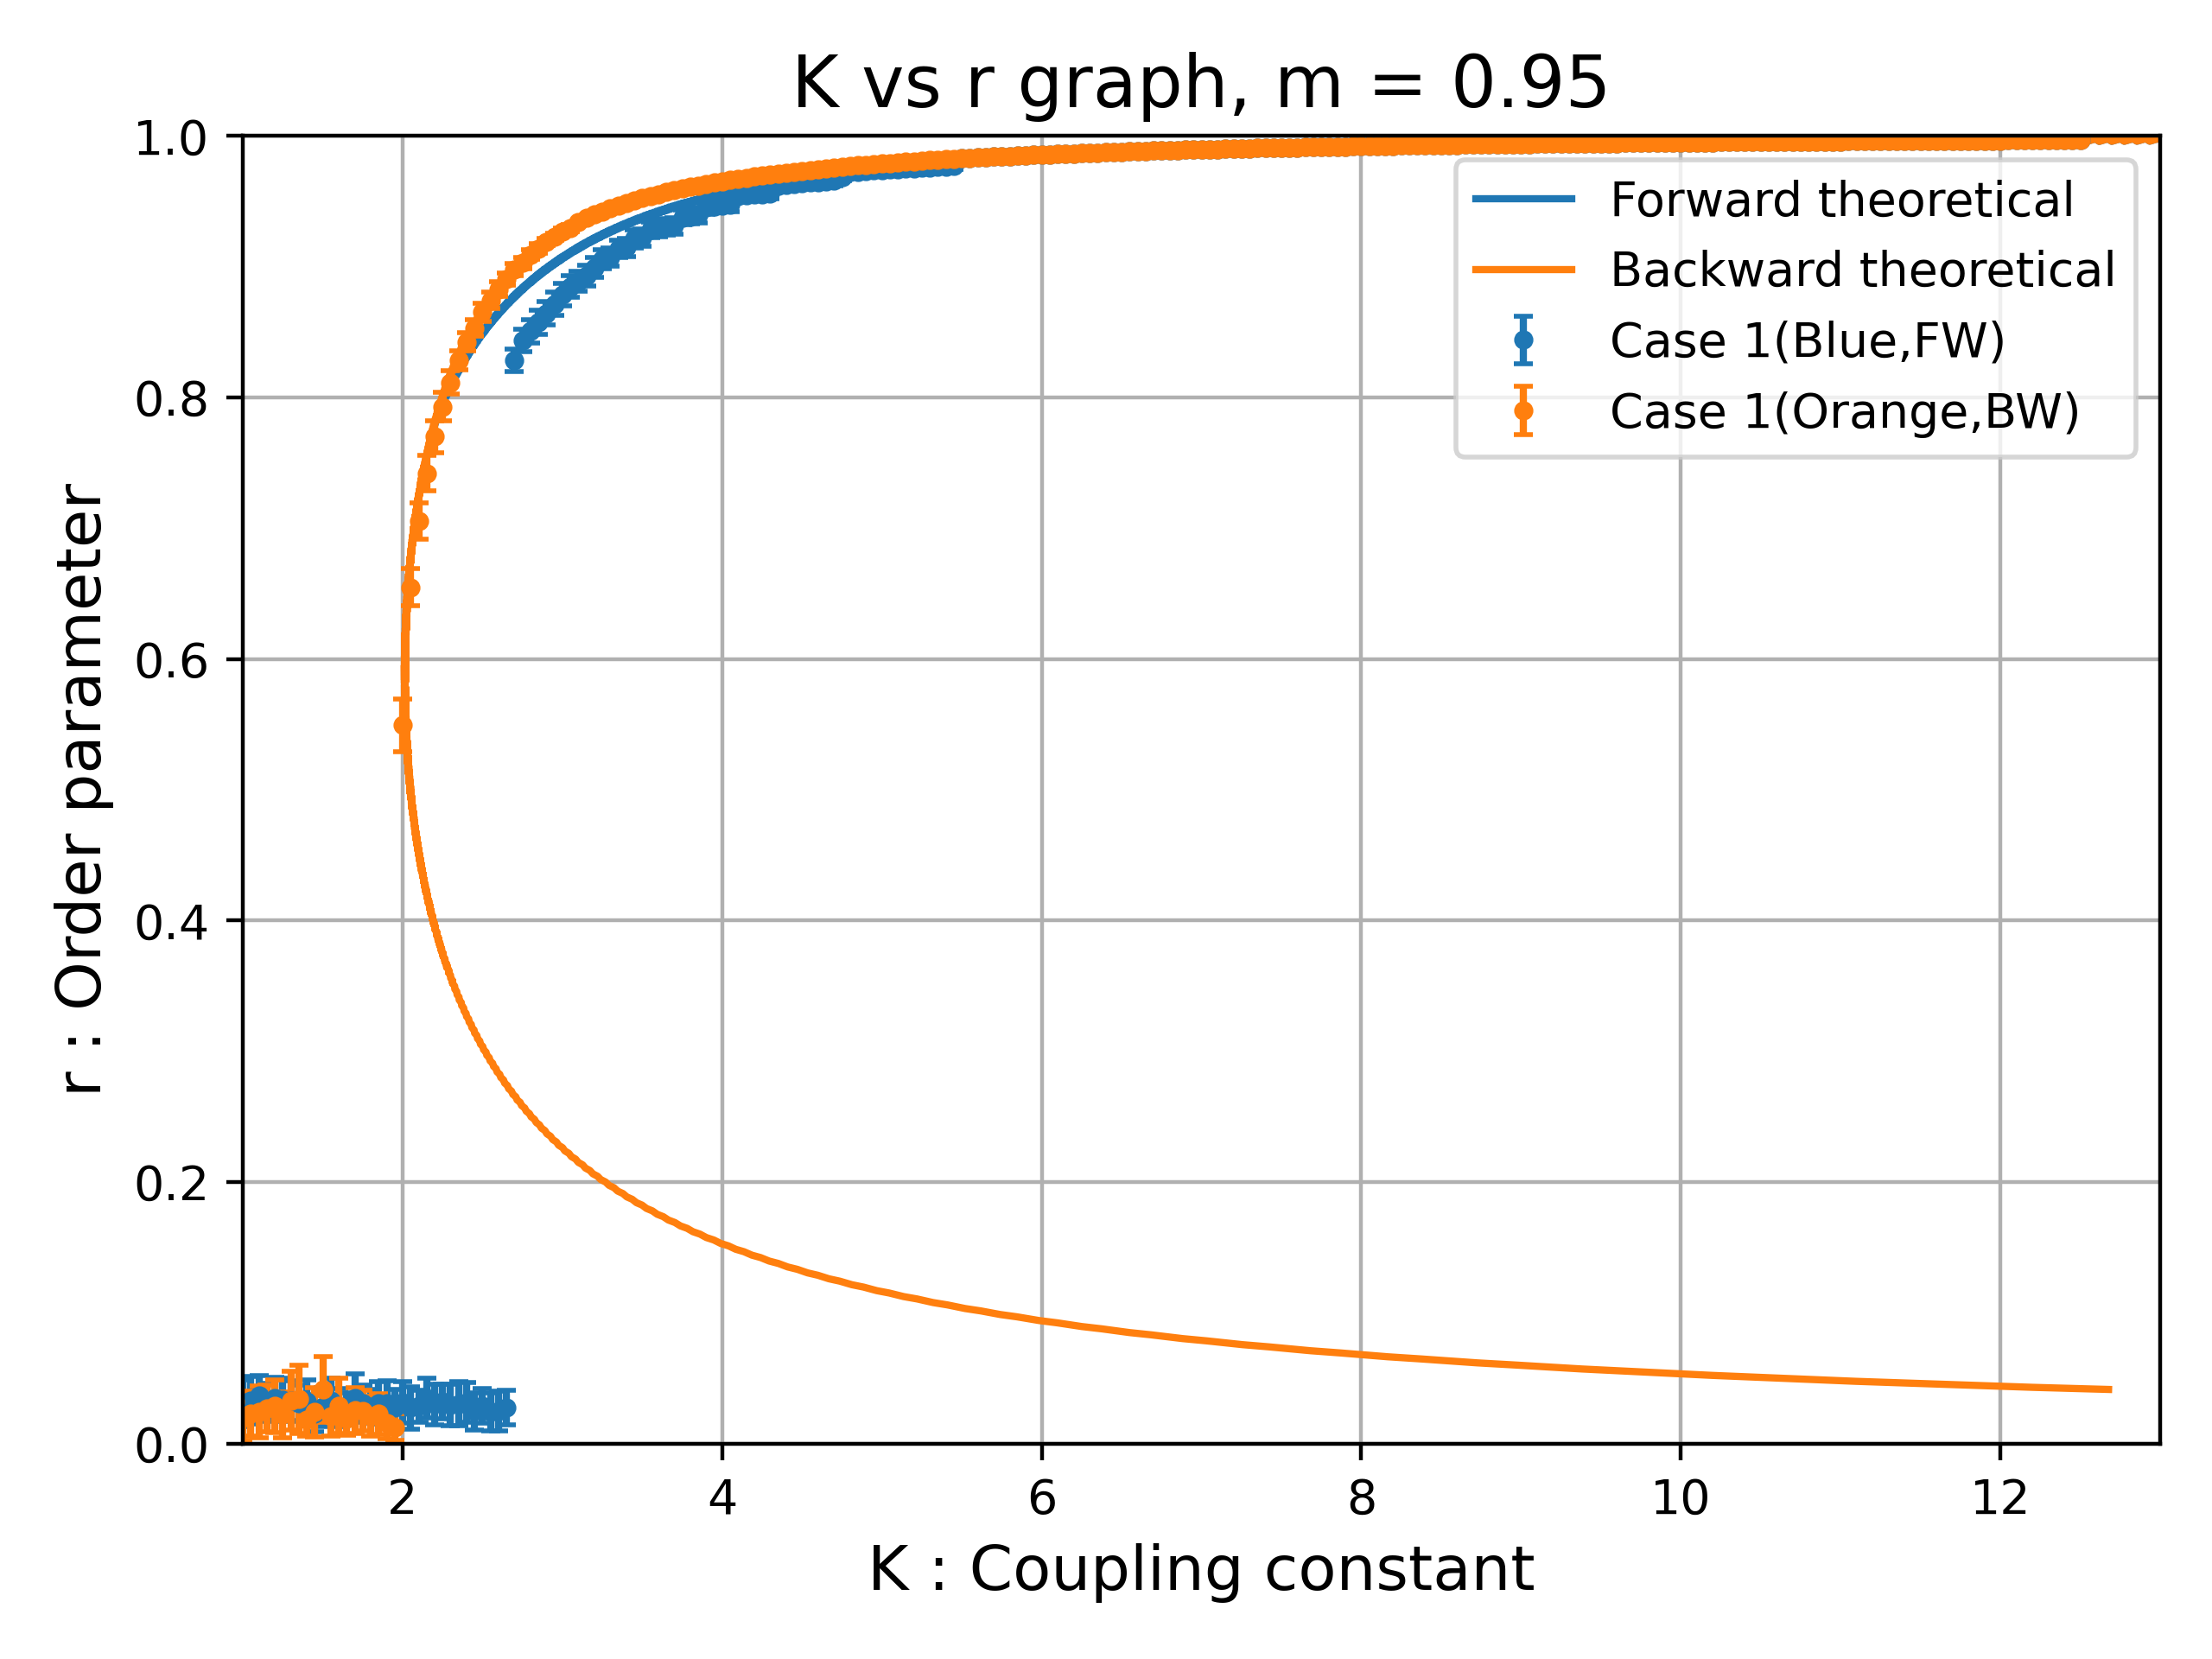 K vs r graph, m = 0.95
1.0
0.8
0.6
0.4
0.2
0.0
r : Order parameter
Forward theoretical
Backward theoretical
Case 1(Blue,FW)
Case 1(Orange,BW)
2 4 6 8 10 12
K : Coupling constant